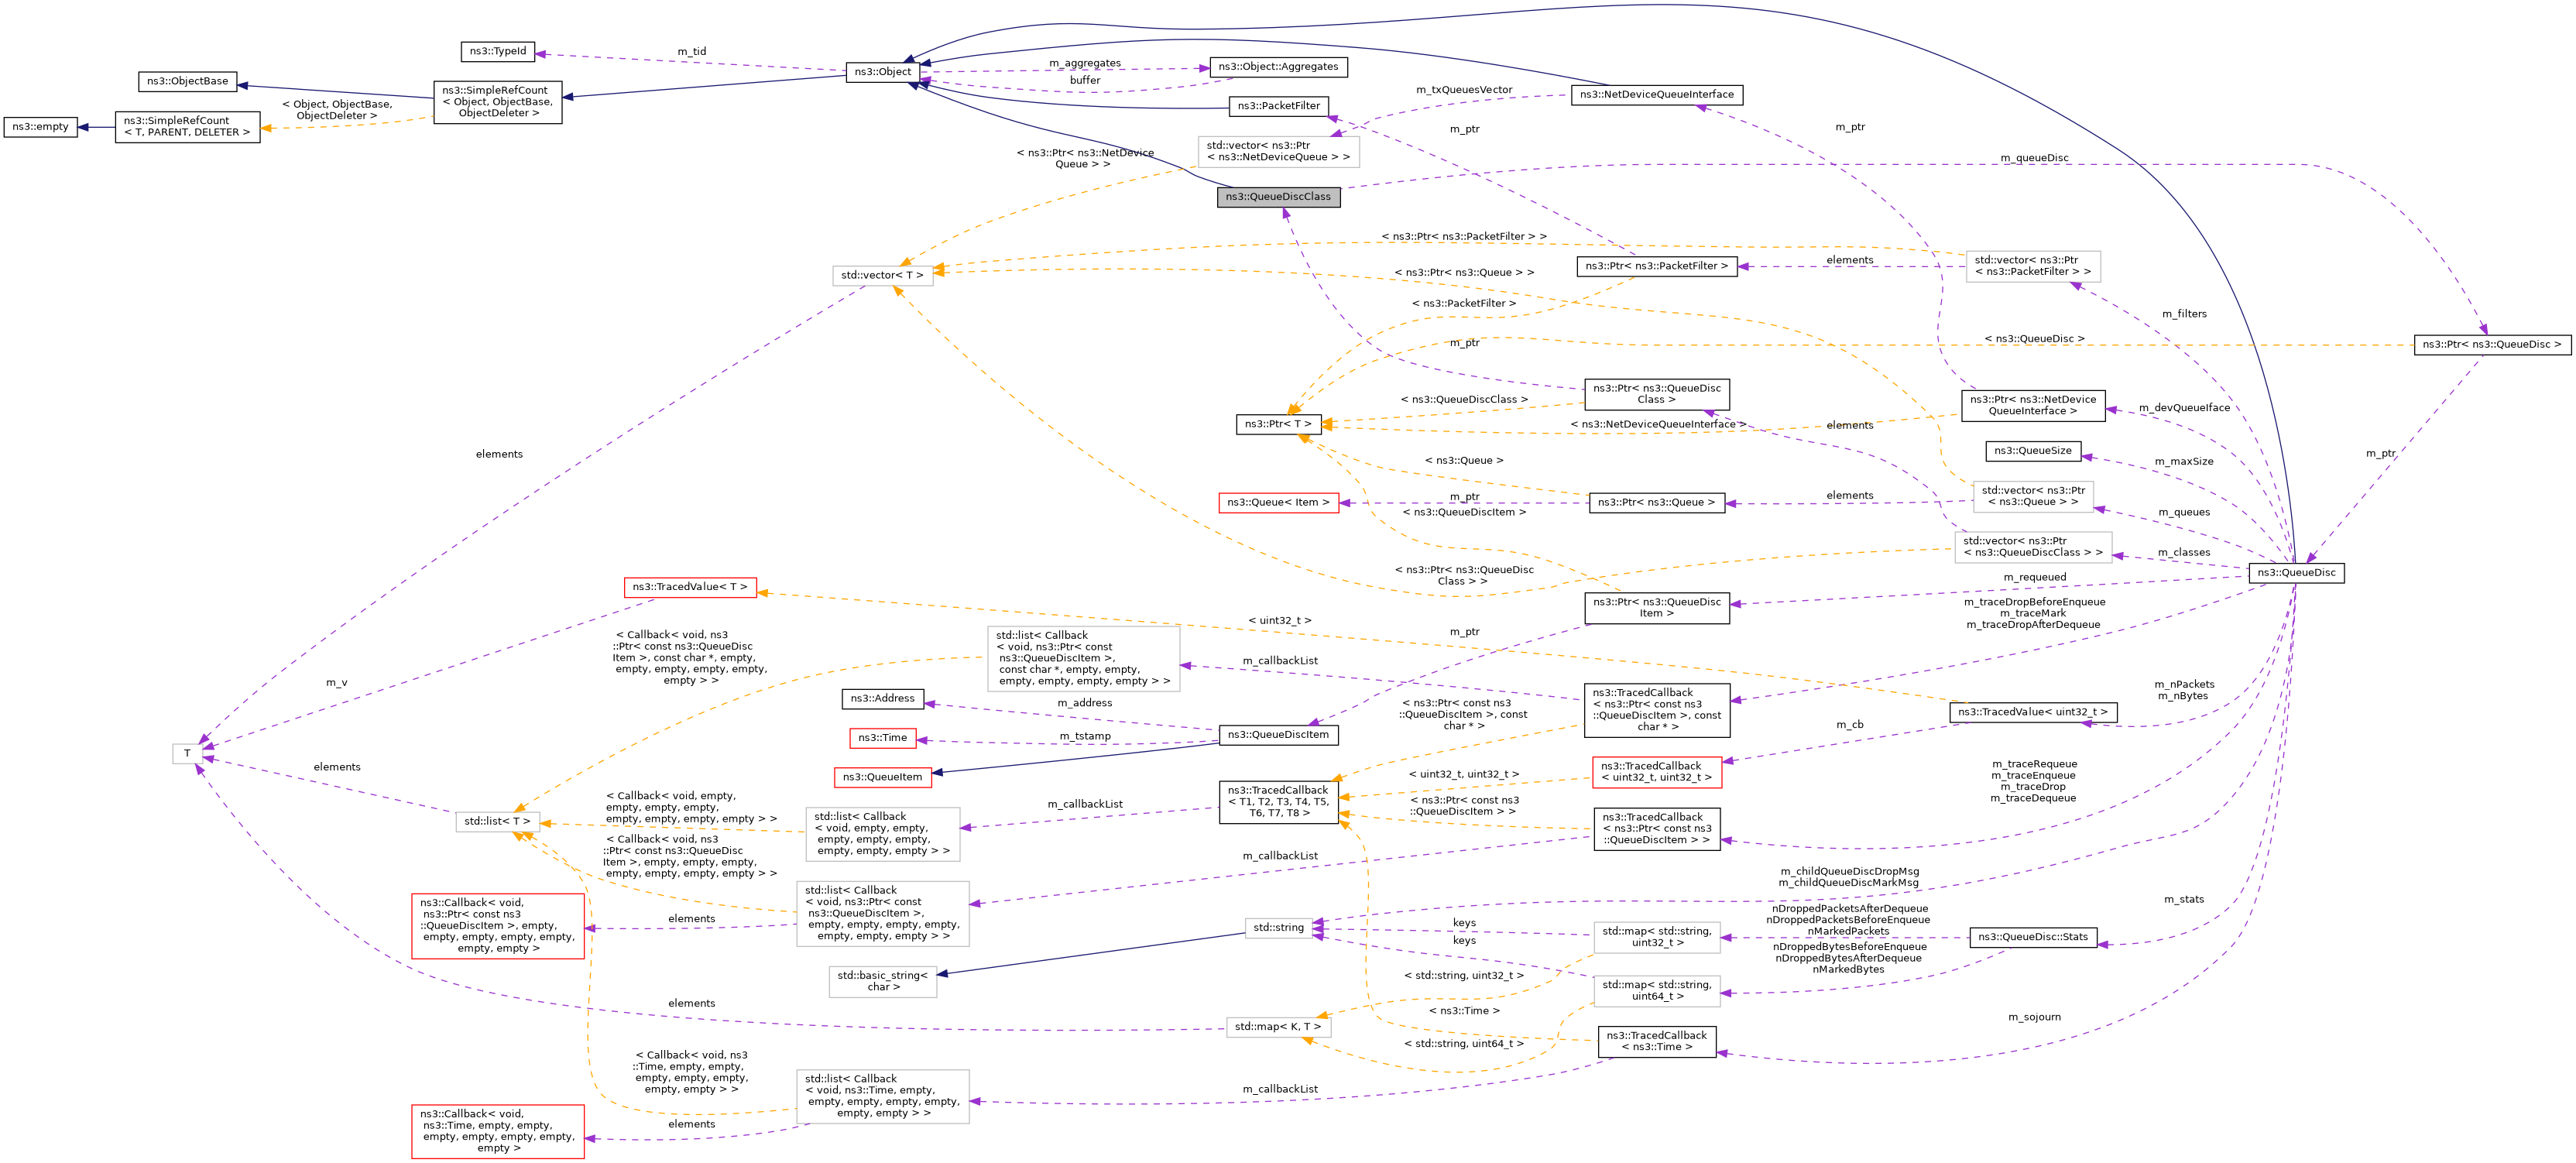 ns3::TypeId
m_tid
ns3::ObjectBase
ns3::SimpleRefCount
< Object, ObjectBase,
ObjectDeleter >
ns3::Object
m_aggregates
buffer
ns3::Object::Aggregates
ns3::PacketFilter
ns3::NetDeviceQueueInterface
m_txQueuesVector
m_ptr
m_ptr
ns3::empty
ns3::SimpleRefCount
< T, PARENT, DELETER >
< Object, ObjectBase,
ObjectDeleter >
std::vector< ns3::Ptr
< ns3::NetDeviceQueue > >
< ns3::Ptr< ns3::NetDevice
Queue > >
m_queueDisc
ns3::QueueDiscClass
< ns3::Ptr< ns3::PacketFilter > >
std::vector< T >
ns3::Ptr< ns3::PacketFilter >
elements
std::vector< ns3::Ptr
< ns3::PacketFilter > >
< ns3::Ptr< ns3::Queue > >
< ns3::PacketFilter >
m_filters
m_ptr
< ns3::QueueDisc >
ns3::Ptr< ns3::QueueDisc >
ns3::Ptr< ns3::QueueDisc
Class >
< ns3::QueueDiscClass >
ns3::Ptr< ns3::NetDevice
QueueInterface >
m_devQueueIface
ns3::Ptr< T >
< ns3::NetDeviceQueueInterface >
elements
elements
< ns3::Queue >
ns3::QueueSize
m_maxSize
m_ptr
ns3::Queue< Item >
m_ptr
ns3::Ptr< ns3::Queue >
elements
std::vector< ns3::Ptr
< ns3::Queue > >
m_queues
< ns3::QueueDiscItem >
std::vector< ns3::Ptr
< ns3::QueueDiscClass > >
m_classes
< ns3::Ptr< ns3::QueueDisc
Class > >
ns3::QueueDisc
m_requeued
ns3::TracedValue< T >
< uint32_t >
ns3::Ptr< ns3::QueueDisc
Item >
m_traceDropBeforeEnqueue
m_traceMark
m_traceDropAfterDequeue
< Callback< void, ns3
::Ptr< const ns3::QueueDisc
Item >, const char *, empty,
empty, empty, empty, empty,
empty > >
std::list< Callback
< void, ns3::Ptr< const
ns3::QueueDiscItem >,
const char *, empty, empty,
empty, empty, empty, empty > >
m_ptr
m_callbackList
m_v
ns3::Address
m_address
ns3::TracedCallback
< ns3::Ptr< const ns3
::QueueDiscItem >, const
char * >
< ns3::Ptr< const ns3
::QueueDiscItem >, const
char * >
m_nPackets
m_nBytes
ns3::TracedValue< uint32_t >
ns3::Time
m_tstamp
ns3::QueueDiscItem
m_cb
T
ns3::QueueItem
elements
< uint32_t, uint32_t >
ns3::TracedCallback
< uint32_t, uint32_t >
m_traceRequeue
m_traceEnqueue
m_traceDrop
m_traceDequeue
ns3::TracedCallback
< T1, T2, T3, T4, T5,
T6, T7, T8 >
m_callbackList
< ns3::Ptr< const ns3
::QueueDiscItem > >
ns3::TracedCallback
< ns3::Ptr< const ns3
::QueueDiscItem > >
std::list< T >
< Callback< void, empty,
empty, empty, empty,
empty, empty, empty, empty > >
std::list< Callback
< void, empty, empty,
empty, empty, empty,
empty, empty, empty > >
< Callback< void, ns3
::Ptr< const ns3::QueueDisc
Item >, empty, empty, empty,
empty, empty, empty, empty > >
m_callbackList
m_childQueueDiscDropMsg
m_childQueueDiscMarkMsg
ns3::Callback< void,
ns3::Ptr< const ns3
::QueueDiscItem >, empty,
empty, empty, empty, empty,
empty, empty >
elements
std::list< Callback
< void, ns3::Ptr< const
ns3::QueueDiscItem >,
empty, empty, empty, empty,
empty, empty, empty > >
m_stats
std::string
keys
keys
std::map< std::string,
uint32_t >
nDroppedPacketsAfterDequeue
nDroppedPacketsBeforeEnqueue
nMarkedPackets
ns3::QueueDisc::Stats
nDroppedBytesBeforeEnqueue
nDroppedBytesAfterDequeue
nMarkedBytes
std::basic_string<
char >
< std::string, uint32_t >
std::map< std::string,
uint64_t >
elements
std::map< K, T >
< ns3::Time >
m_sojourn
< std::string, uint64_t >
ns3::TracedCallback
< ns3::Time >
< Callback< void, ns3
::Time, empty, empty,
empty, empty, empty,
empty, empty > >
std::list< Callback
< void, ns3::Time, empty,
empty, empty, empty, empty,
empty, empty > >
m_callbackList
ns3::Callback< void,
ns3::Time, empty, empty,
empty, empty, empty, empty,
empty >
elements